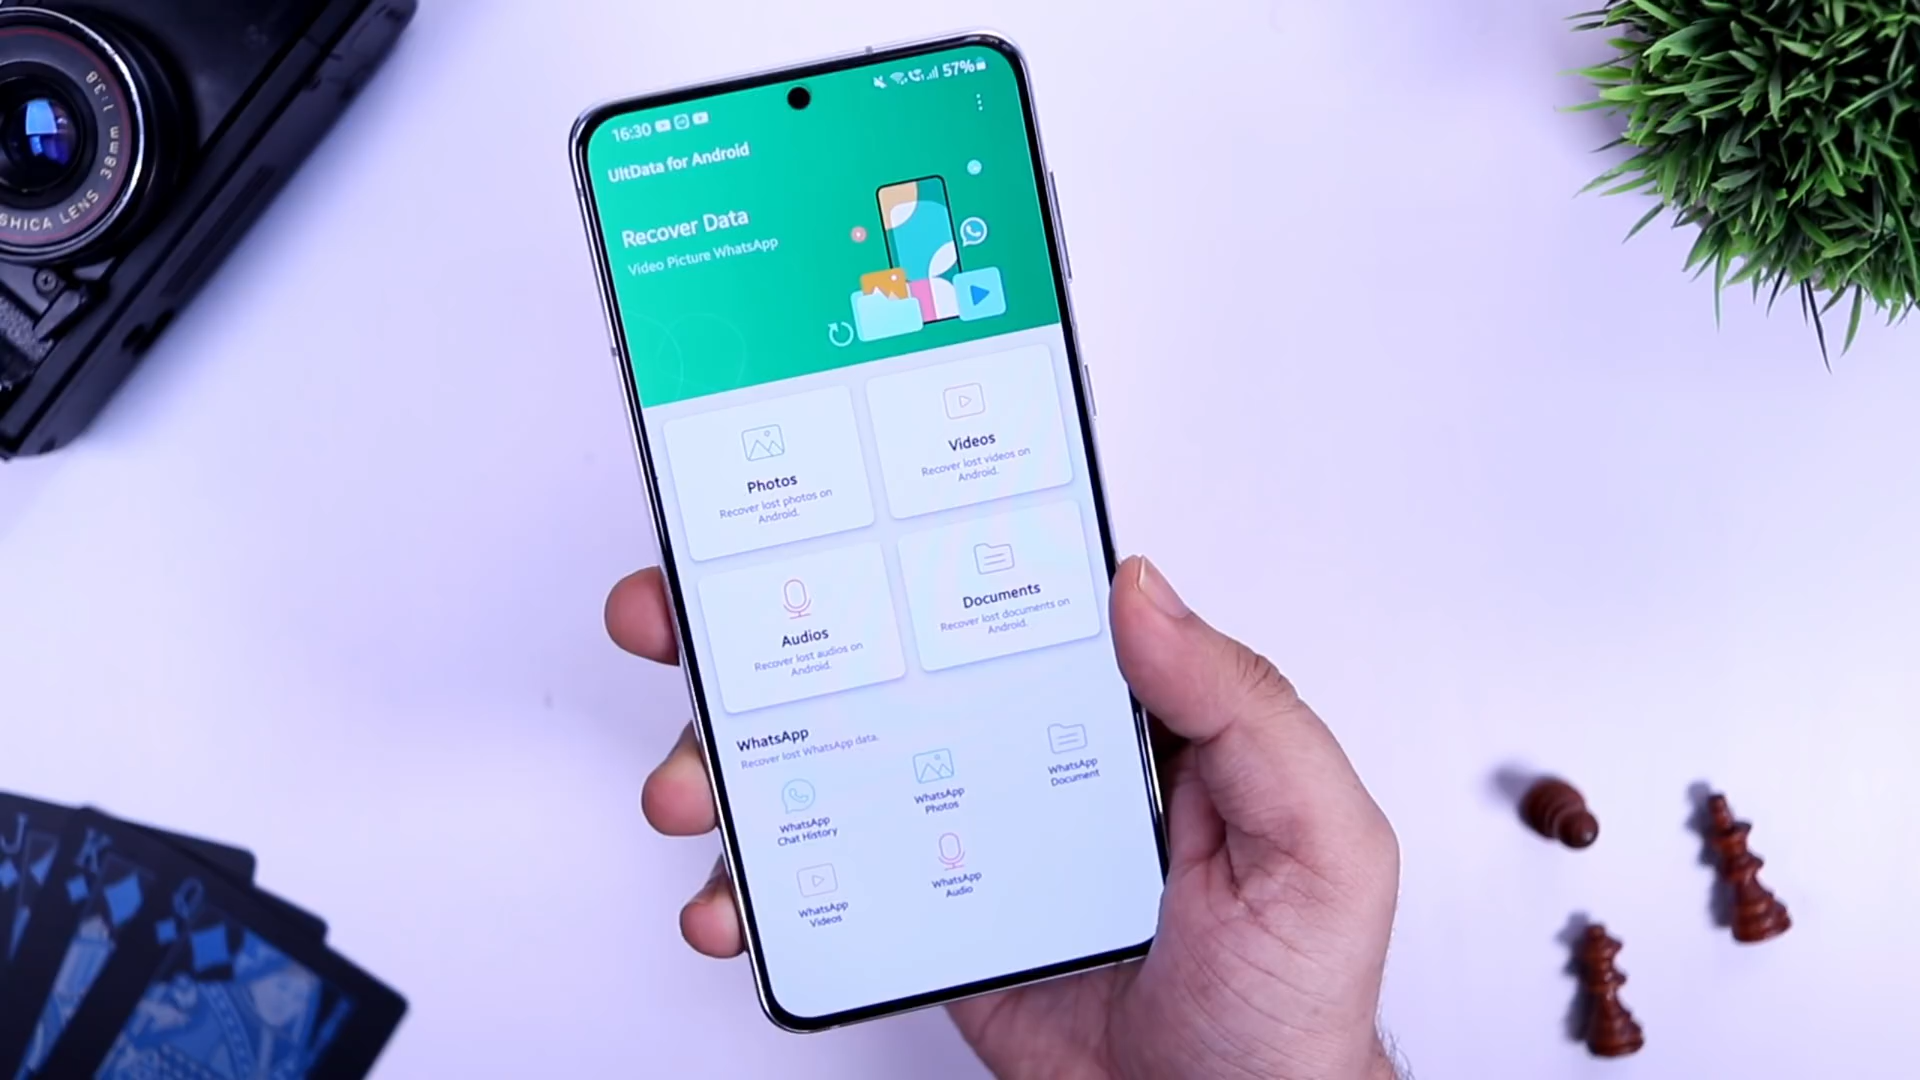 1:3.8
38mm
SHICA LENS
16:30
57%
UltData for Android
Recover Data
Video Picture WhatsApp
Photos
Recover lost photos on
Android.
Videos
Recover lost videos on
Android.
Audios
Recover lost audios on
Android.
Documents
Recover lost documents on
Android.
WhatsApp
Recover lost WhatsApp data.
WhatsApp
Chat History
WhatsApp
Photos
WhatsApp
Document
WhatsApp
Videos
WhatsApp
Audio
J
K
Q